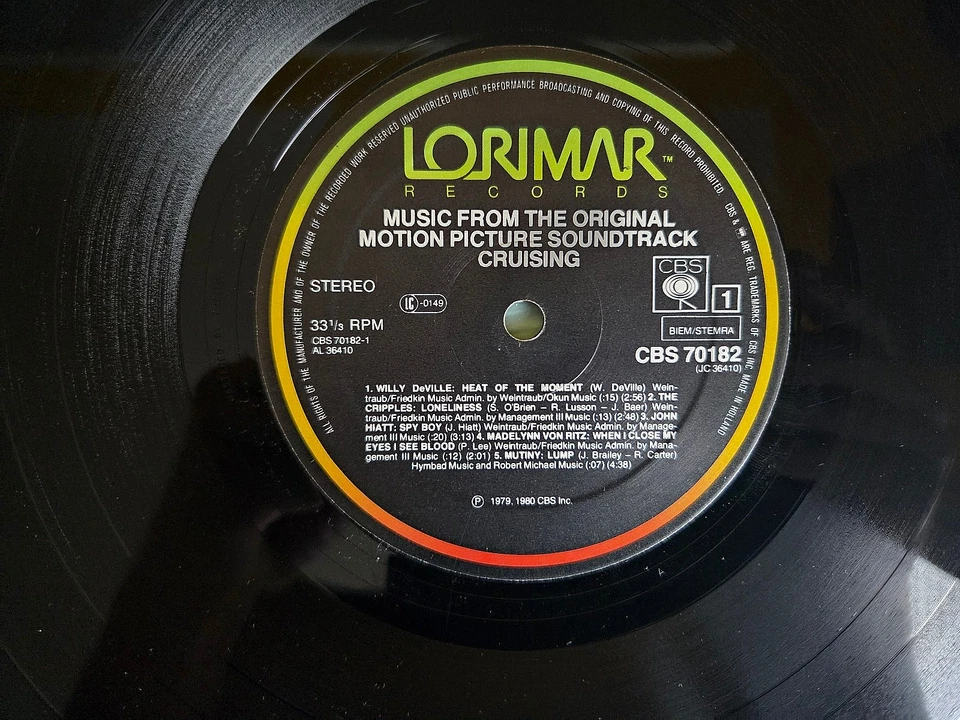 ALL RIGHTS OF THE MANUFACTURER AND OF THE OWNER OF THE RECORDED WORK RESERVED UNAUTHORIZED PUBLIC PERFORMANCE BROADCASTING AND COPYING OF THIS RECORD PROHIBITED. CBS & ARE REG. TRADEMARKS OF CBS INC. MADE IN HOLLAND
LORIMAR ™
RECORDS
MUSIC FROM THE ORIGINAL
MOTION PICTURE SOUNDTRACK
CRUISING
CBS
STEREO
LC -0149
1
33⅓ RPM
BIEM/STEMRA
CBS 70182-1
AL 36410
CBS 70182
(JC 36410)
1. WILLY DeVILLE: HEAT OF THE MOMENT (W. DeVille) Wein-
traub/Friedkin Music Admin. by Weintraub/Okun Music (:15) (2:56) 2. THE
CRIPPLES: LONELINESS (S. O'Brien – R. Lusson – J. Baer) Wein-
traub/Friedkin Music Admin. by Management III Music (:13) (2:48) 3. JOHN
HIATT: SPY BOY (J. Hiatt) Weintraub/Friedkin Music Admin. by Manage-
ment III Music (:20) (3:13) 4. MADELYNN VON RITZ: WHEN I CLOSE MY
EYES I SEE BLOOD (P. Lee) Weintraub/Friedkin Music Admin. by Mana-
gement III Music (:12) (2:01) 5. MUTINY: LUMP (J. Brailey – R. Carter)
Hymbad Music and Robert Michael Music (:07) (4:38)
Ⓟ 1979, 1980 CBS Inc.